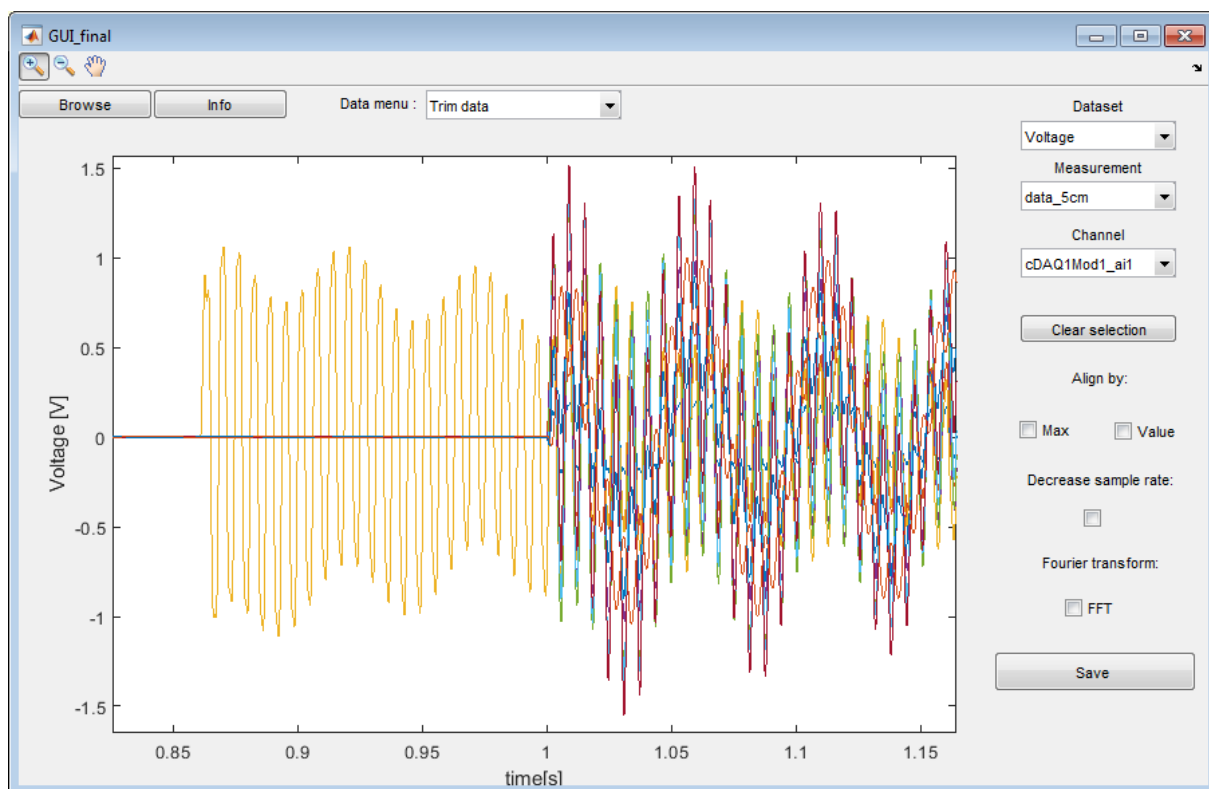 GUI_final
Browse
Info
Data menu :
Trim data
Dataset
Voltage
Measurement
data_5cm
Channel
cDAQ1Mod1_ai1
Clear selection
Align by:
Max
Value
Decrease sample rate:
Fourier transform:
FFT
Save
Voltage [V]
1.5
1
0.5
0
-0.5
-1
-1.5
0.85
0.9
0.95
1
1.05
1.1
1.15
time[s]